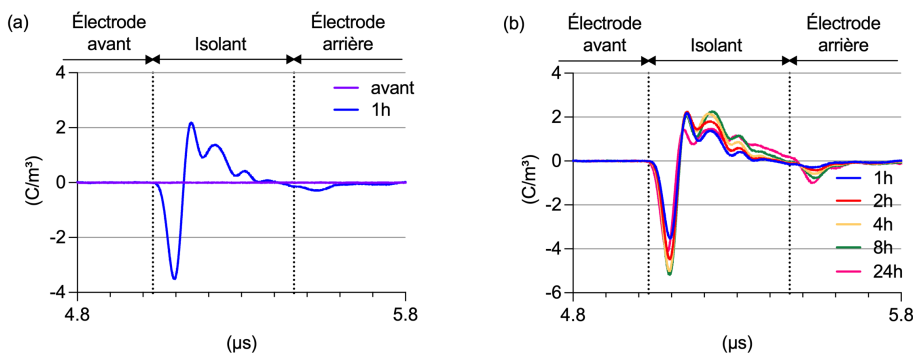 (a)
Électrode avant
Isolant
Électrode arrière
avant
1h
(C/m³)
4
2
0
-2
-4
4.8
5.8
(µs)
(b)
Électrode avant
Isolant
Électrode arrière
(C/m³)
4
2
0
-2
-4
-6
1h
2h
4h
8h
24h
4.8
5.8
(µs)